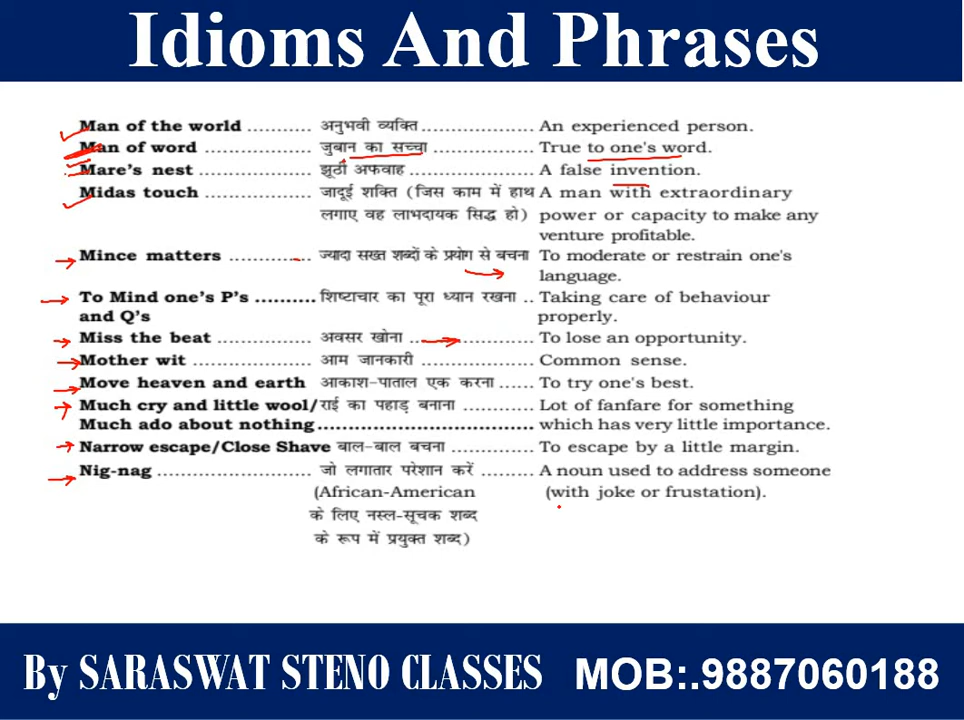 Idioms And Phrases
Man of the world ........... अनुभवी व्यक्ति.................... An experienced person.
Man of word .................. जुबान का सच्चा .................. True to one's word.
Mare's nest ................... झूठी अफवाह....................... A false invention.
Midas touch .................. जादूई शक्ति (जिस काम में हाथ A man with extraordinary
लगाए वह लाभदायक सिद्ध हो) power or capacity to make any
venture profitable.
Mince matters .............. ज्यादा सख्त शब्दों के प्रयोग से बचना To moderate or restrain one's
language.
To Mind one's P's .......... शिष्टाचार का पूरा ध्यान रखना .. Taking care of behaviour
and Q's properly.
Miss the beat ................ अवसर खोना ...................... To lose an opportunity.
Mother wit .................... आम जानकारी ...................... Common sense.
Move heaven and earth आकाश-पाताल एक करना ...... To try one's best.
Much cry and little wool/राई का पहाड़ बनाना ............ Lot of fanfare for something
Much ado about nothing..................................... which has very little importance.
Narrow escape/Close Shave बाल-बाल बचना .............. To escape by a little margin.
Nig-nag .......................... जो लगातार परेशान करें ......... A noun used to address someone
(African-American (with joke or frustation).
के लिए नस्ल-सूचक शब्द
के रूप में प्रयुक्त शब्द)
By SARASWAT STENO CLASSES MOB:.9887060188